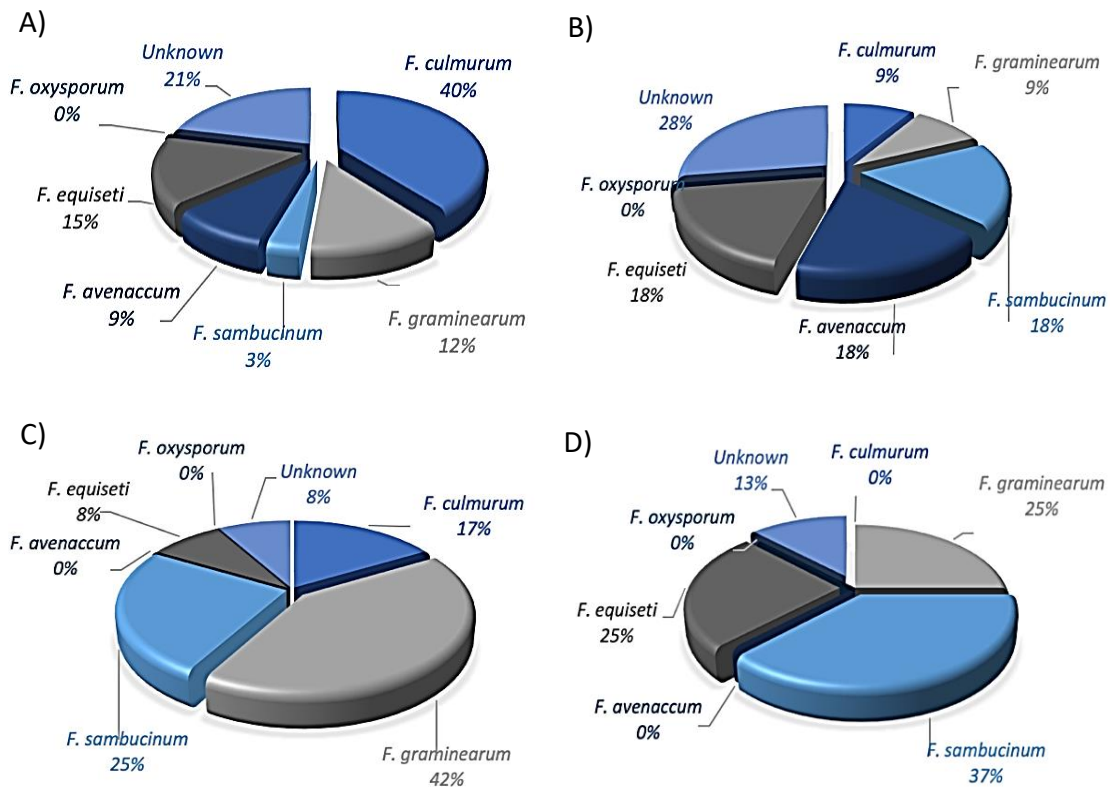 A)
Unknown
21%
F. culmurum
40%
F. oxysporum
0%
F. equiseti
15%
F. avenaccum
9%
F. sambucinum
3%
F. graminearum
12%
B)
F. culmurum
9%
F. graminearum
9%
Unknown
28%
F. oxysporum
0%
F. equiseti
18%
F. avenaccum
18%
F. sambucinum
18%
C)
F. oxysporum
0%
Unknown
8%
F. equiseti
8%
F. culmurum
17%
F. avenaccum
0%
F. sambucinum
25%
F. graminearum
42%
D)
F. culmurum
0%
Unknown
13%
F. graminearum
25%
F. oxysporum
0%
F. equiseti
25%
F. avenaccum
0%
F. sambucinum
37%